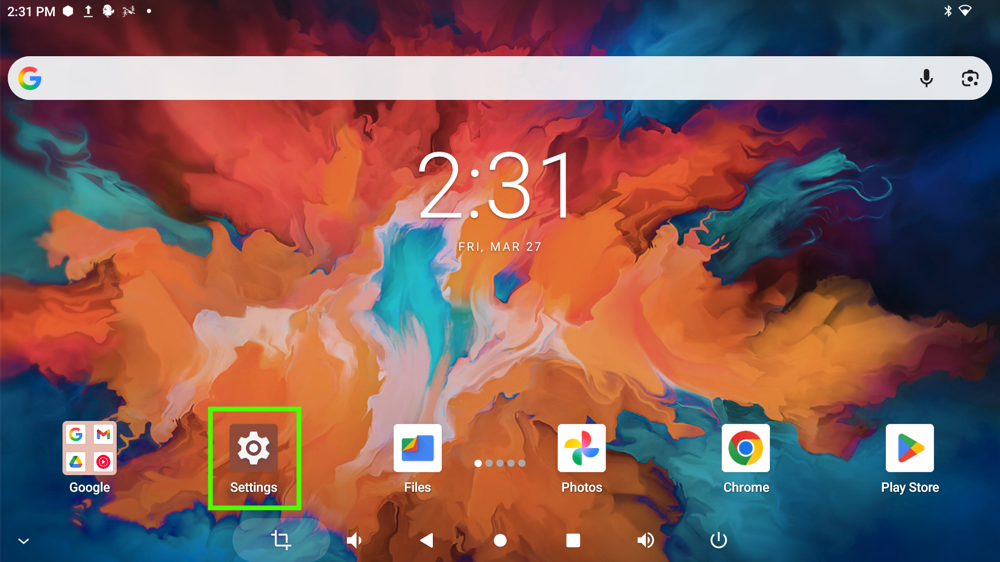 2:31 PM
2:31
FRI, MAR 27
Google
Settings
Files
Photos
Chrome
Play Store